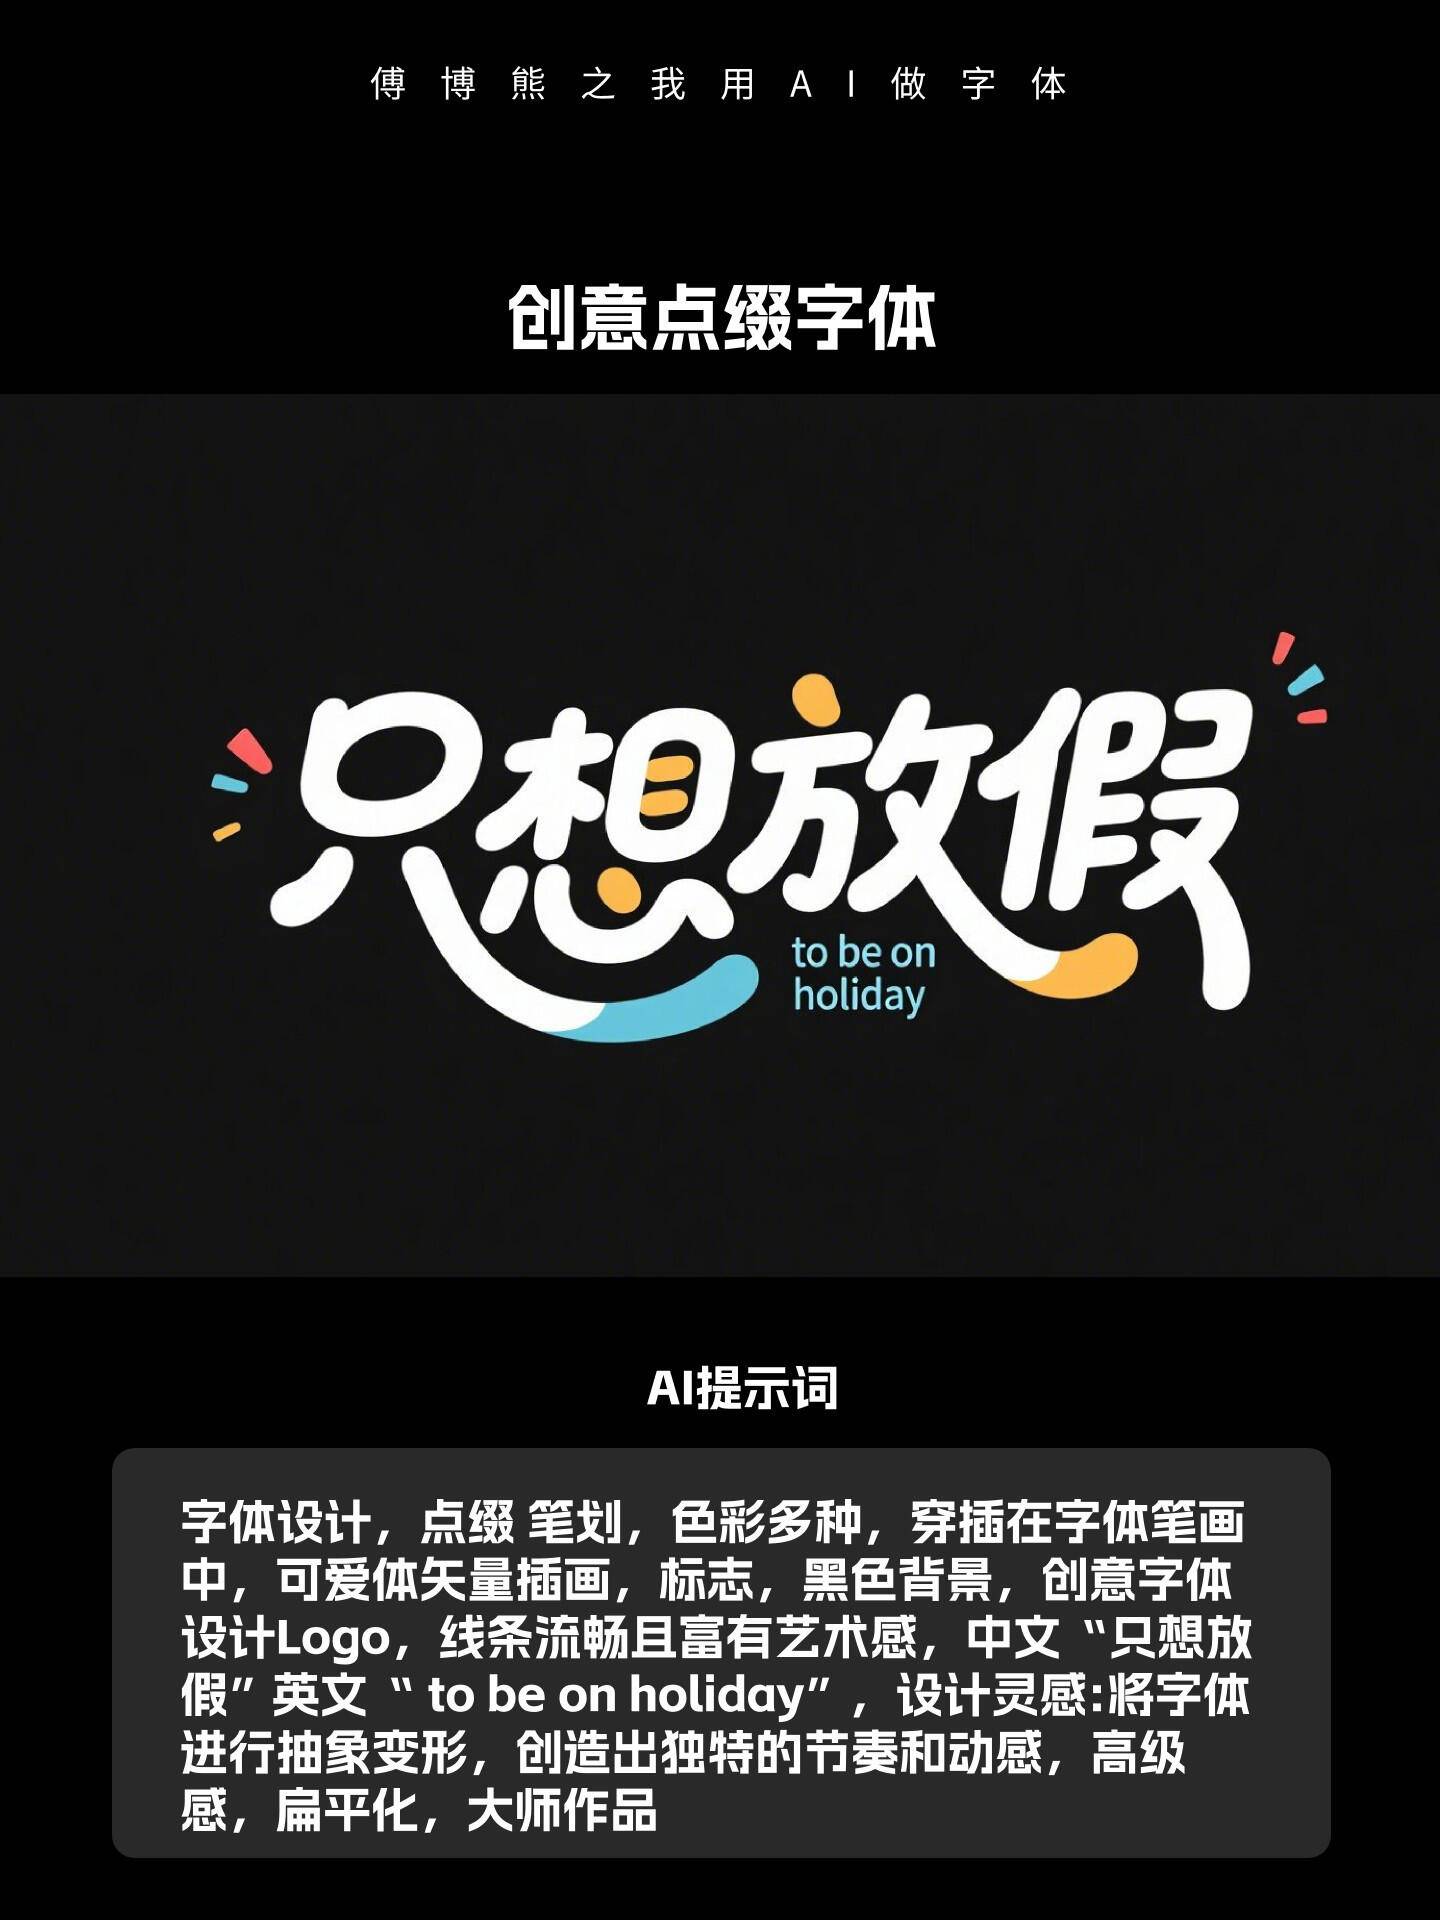 傅博熊之我用AI做字体
创意点缀字体
只想放假
to be on
holiday
AI提示词
字体设计，点缀 笔划，色彩多种，穿插在字体笔画
中，可爱体矢量插画，标志，黑色背景，创意字体
设计Logo，线条流畅且富有艺术感，中文“只想放
假”英文“ to be on holiday”，设计灵感:将字体
进行抽象变形，创造出独特的节奏和动感，高级
感，扁平化，大师作品